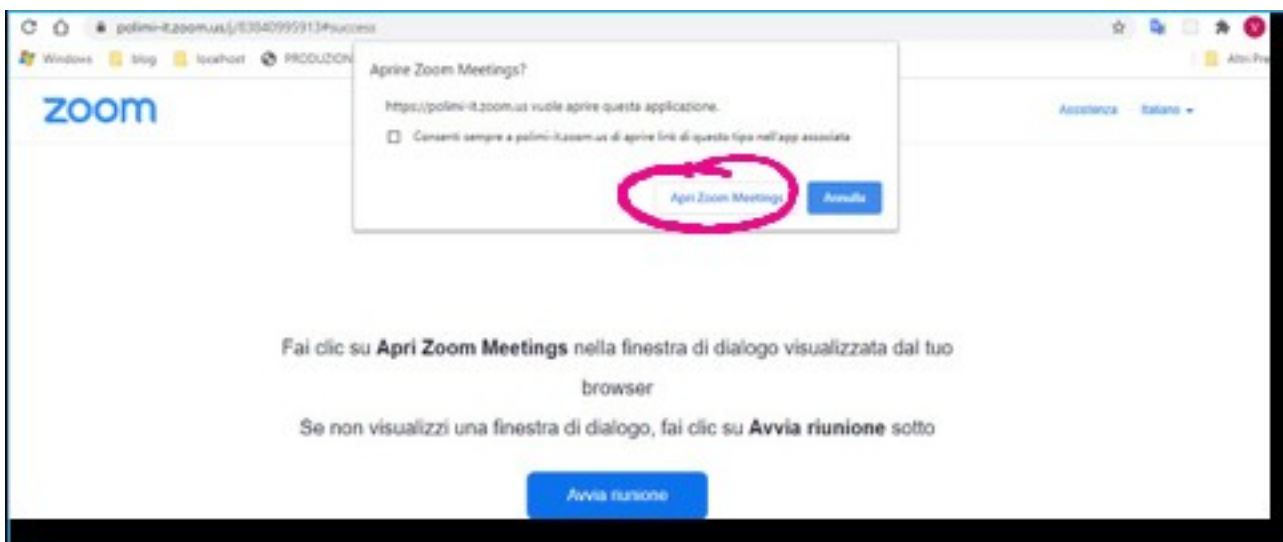 polimi-it.zoom.us/j/83840995913#success
Windows blog localhost PRODUZION
Altri Pre
zoom
Assistenza Italiano
Aprire Zoom Meetings?
https://polimi-it.zoom.us vuole aprire questa applicazione.
Consenti sempre a polimi-it.zoom.us di aprire link di questo tipo nell'app associata
Apri Zoom Meetings Annulla
Fai clic su Apri Zoom Meetings nella finestra di dialogo visualizzata dal tuo
browser
Se non visualizzi una finestra di dialogo, fai clic su Avvia riunione sotto
Avvia riunione